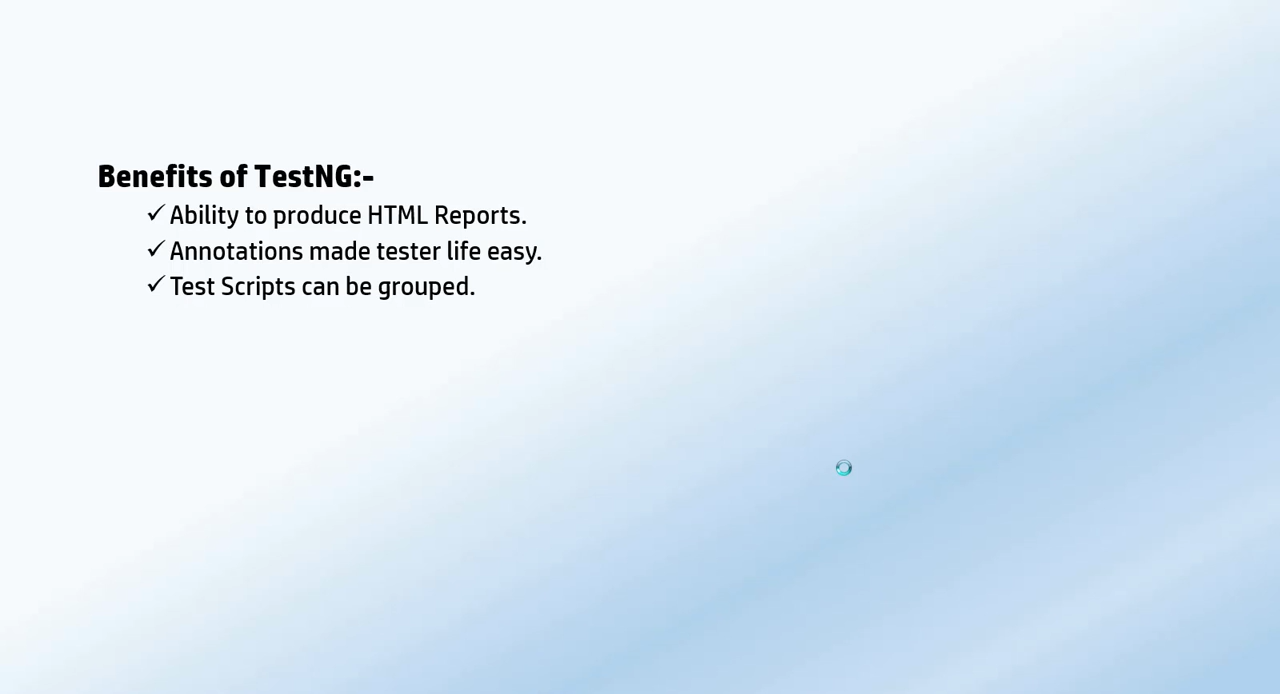 Benefits of TestNG:-
✓ Ability to produce HTML Reports.
✓ Annotations made tester life easy.
✓ Test Scripts can be grouped.